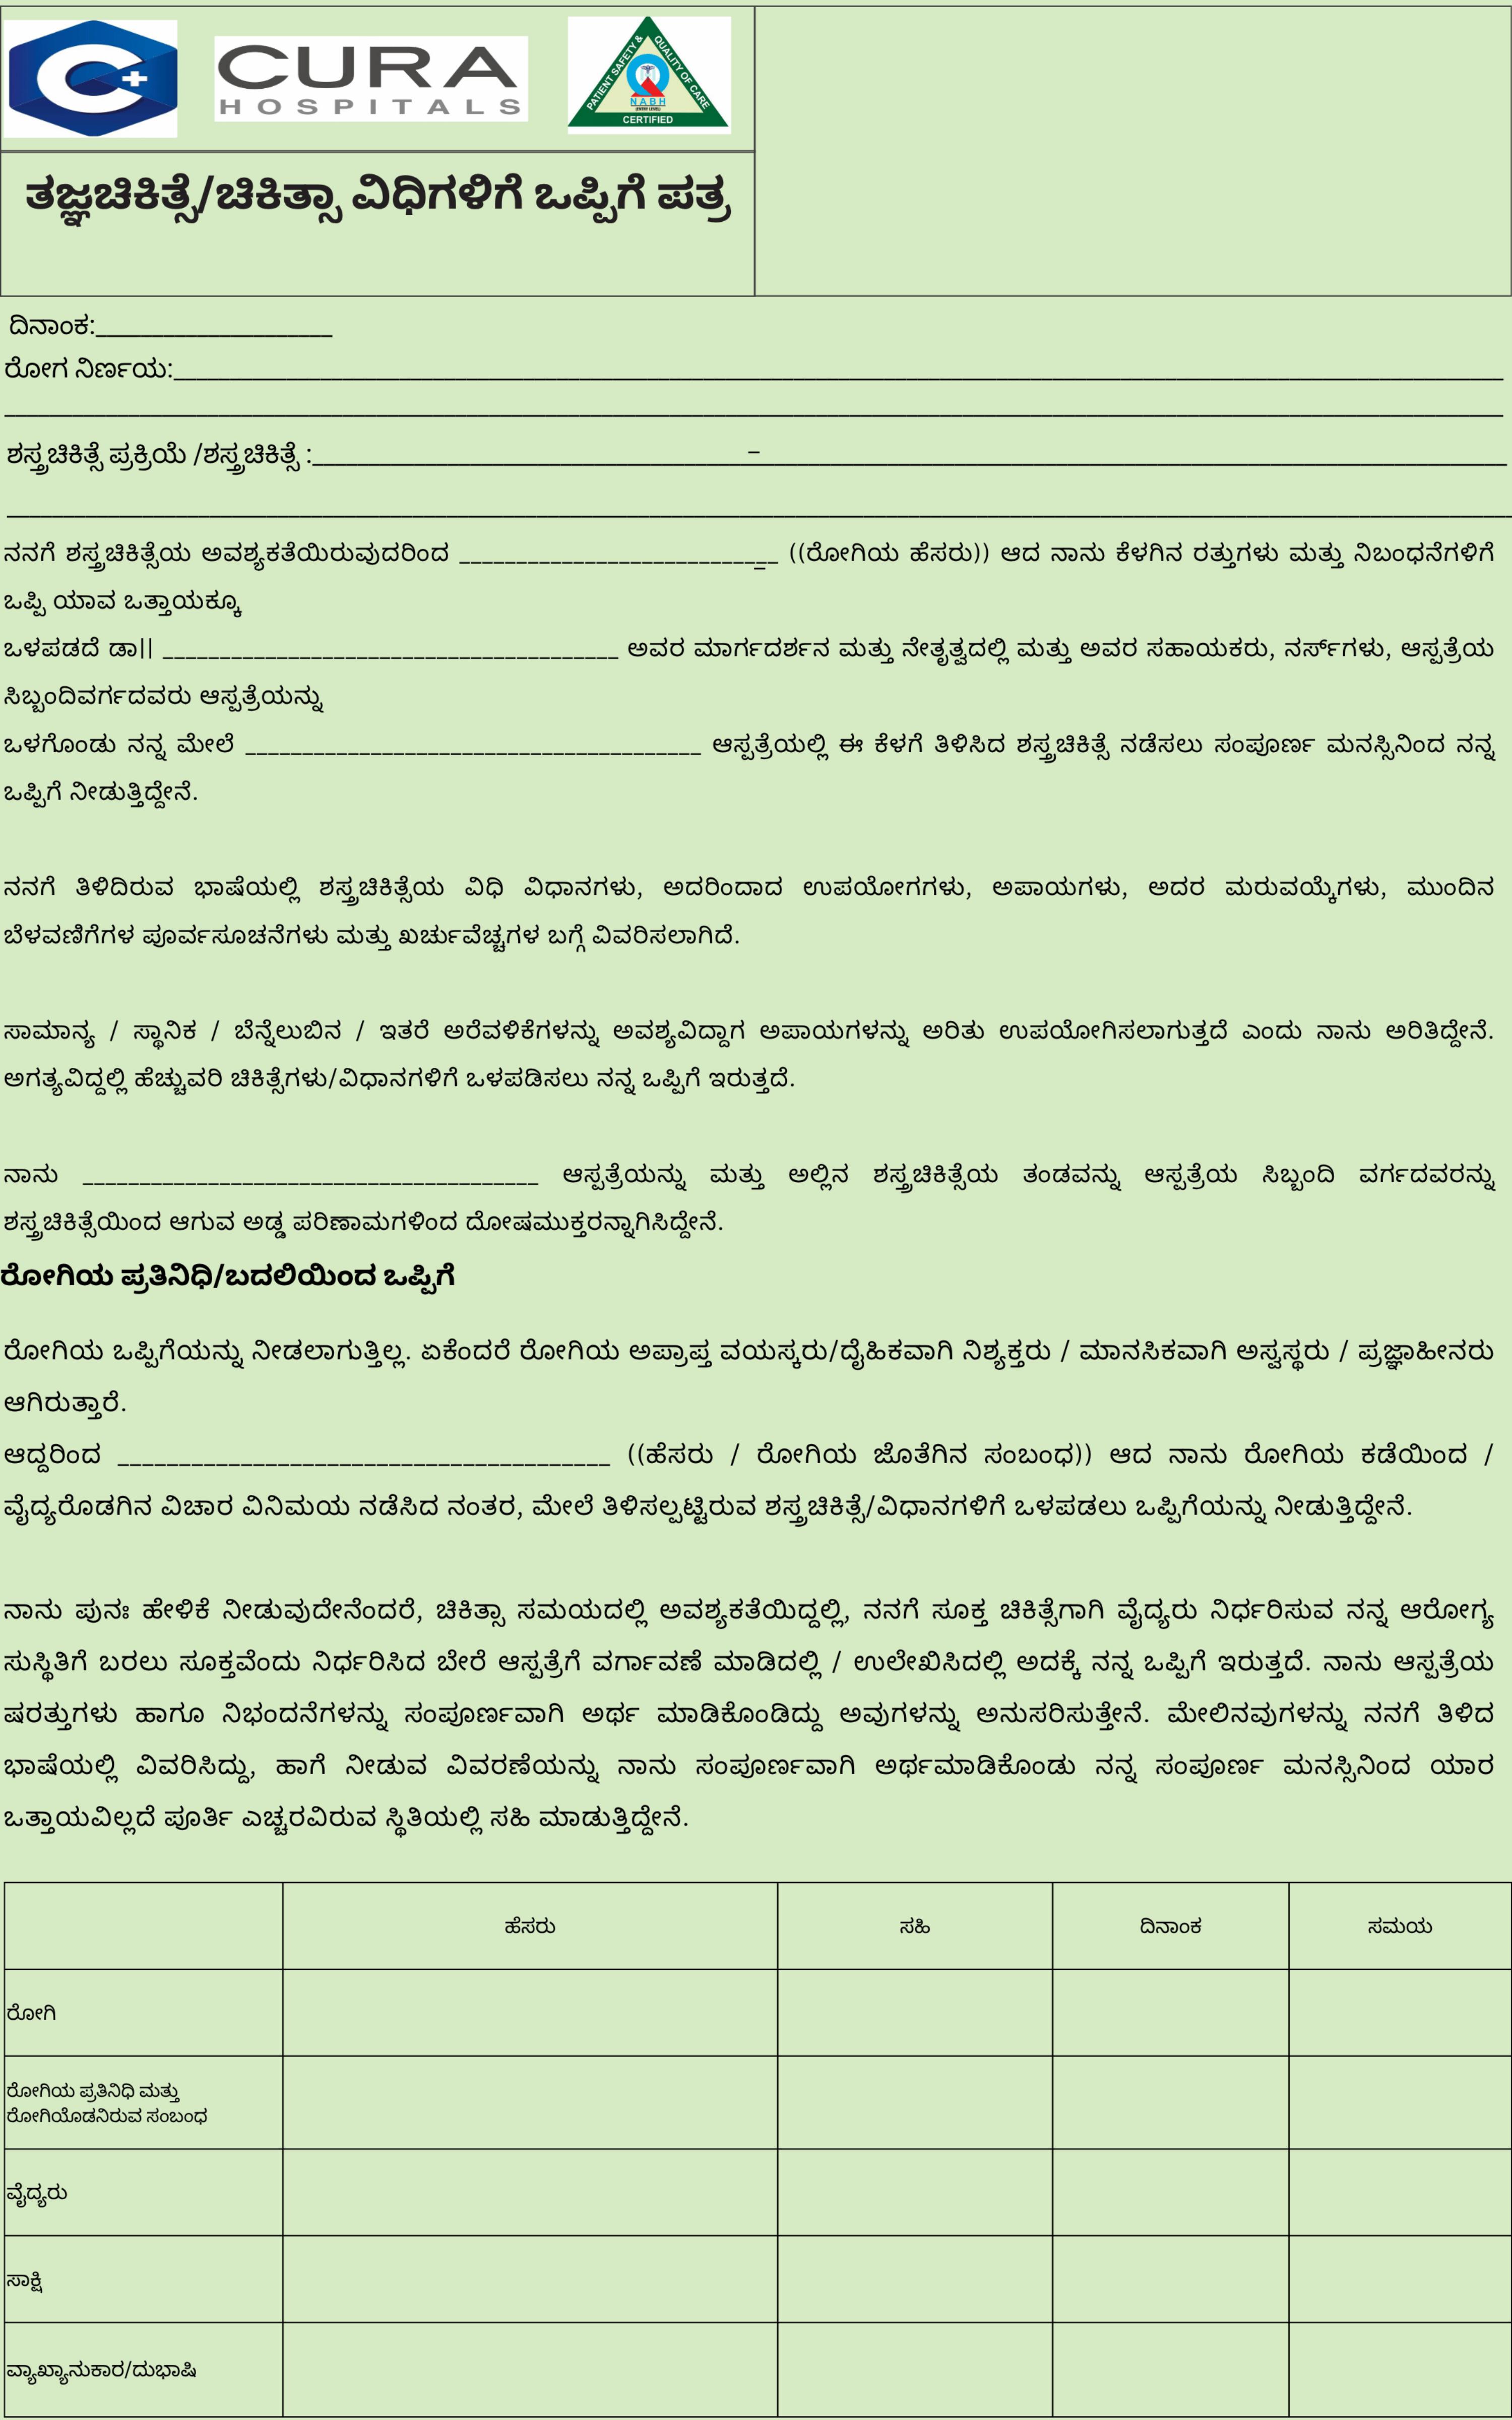 CURA
HOSPITALS
PATIENT SAFETY & QUALITY OF CARE
NABH
(ENTRY LEVEL)
CERTIFIED
ತಜ್ಞಚಿಕಿತ್ಸೆ/ಚಿಕಿತ್ಸಾ ವಿಧಿಗಳಿಗೆ ಒಪ್ಪಿಗೆ ಪತ್ರ
ದಿನಾಂಕ:____________________
ರೋಗ ನಿರ್ಣಯ:____________________
ಶಸ್ತ್ರಚಿಕಿತ್ಸೆ ಪ್ರಕ್ರಿಯೆ /ಶಸ್ತ್ರಚಿಕಿತ್ಸೆ :____________________
ನನಗೆ ಶಸ್ತ್ರಚಿಕಿತ್ಸೆಯ ಅವಶ್ಯಕತೆಯಿರುವುದರಿಂದ ____________________ ((ರೋಗಿಯ ಹೆಸರು)) ಆದ ನಾನು ಕೆಳಗಿನ ರತ್ತುಗಳು ಮತ್ತು ನಿಬಂಧನೆಗಳಿಗೆ
ಒಪ್ಪಿ ಯಾವ ಒತ್ತಾಯಕ್ಕೂ
ಒಳಪಡದೆ ಡಾ|| ____________________ ಅವರ ಮಾರ್ಗದರ್ಶನ ಮತ್ತು ನೇತೃತ್ವದಲ್ಲಿ ಮತ್ತು ಅವರ ಸಹಾಯಕರು, ನರ್ಸ್‌ಗಳು, ಆಸ್ಪತ್ರೆಯ
ಸಿಬ್ಬಂದಿವರ್ಗದವರು ಆಸ್ಪತ್ರೆಯನ್ನು
ಒಳಗೊಂಡು ನನ್ನ ಮೇಲೆ ____________________ ಆಸ್ಪತ್ರೆಯಲ್ಲಿ ಈ ಕೆಳಗೆ ತಿಳಿಸಿದ ಶಸ್ತ್ರಚಿಕಿತ್ಸೆ ನಡೆಸಲು ಸಂಪೂರ್ಣ ಮನಸ್ಸಿನಿಂದ ನನ್ನ
ಒಪ್ಪಿಗೆ ನೀಡುತ್ತಿದ್ದೇನೆ.
ನನಗೆ ತಿಳಿದಿರುವ ಭಾಷೆಯಲ್ಲಿ ಶಸ್ತ್ರಚಿಕಿತ್ಸೆಯ ವಿಧಿ ವಿಧಾನಗಳು, ಅದರಿಂದಾದ ಉಪಯೋಗಗಳು, ಅಪಾಯಗಳು, ಅದರ ಮರುವಯ್ಕೆಗಳು, ಮುಂದಿನ
ಬೆಳವಣಿಗೆಗಳ ಪೂರ್ವಸೂಚನೆಗಳು ಮತ್ತು ಖರ್ಚುವೆಚ್ಚಗಳ ಬಗ್ಗೆ ವಿವರಿಸಲಾಗಿದೆ.
ಸಾಮಾನ್ಯ / ಸ್ಥಾನಿಕ / ಬೆನ್ನೆಲುಬಿನ / ಇತರೆ ಅರೆವಳಿಕೆಗಳನ್ನು ಅವಶ್ಯವಿದ್ದಾಗ ಅಪಾಯಗಳನ್ನು ಅರಿತು ಉಪಯೋಗಿಸಲಾಗುತ್ತದೆ ಎಂದು ನಾನು ಅರಿತಿದ್ದೇನೆ.
ಅಗತ್ಯವಿದ್ದಲ್ಲಿ ಹೆಚ್ಚುವರಿ ಚಿಕಿತ್ಸೆಗಳು/ವಿಧಾನಗಳಿಗೆ ಒಳಪಡಿಸಲು ನನ್ನ ಒಪ್ಪಿಗೆ ಇರುತ್ತದೆ.
ನಾನು ____________________ ಆಸ್ಪತ್ರೆಯನ್ನು ಮತ್ತು ಅಲ್ಲಿನ ಶಸ್ತ್ರಚಿಕಿತ್ಸೆಯ ತಂಡವನ್ನು ಆಸ್ಪತ್ರೆಯ ಸಿಬ್ಬಂದಿ ವರ್ಗದವರನ್ನು
ಶಸ್ತ್ರಚಿಕಿತ್ಸೆಯಿಂದ ಆಗುವ ಅಡ್ಡ ಪರಿಣಾಮಗಳಿಂದ ದೋಷಮುಕ್ತರನ್ನಾಗಿಸಿದ್ದೇನೆ.
ರೋಗಿಯ ಪ್ರತಿನಿಧಿ/ಬದಲಿಯಿಂದ ಒಪ್ಪಿಗೆ
ರೋಗಿಯ ಒಪ್ಪಿಗೆಯನ್ನು ನೀಡಲಾಗುತ್ತಿಲ್ಲ. ಏಕೆಂದರೆ ರೋಗಿಯ ಅಪ್ರಾಪ್ತ ವಯಸ್ಕರು/ದೈಹಿಕವಾಗಿ ನಿಶ್ಯಕ್ತರು / ಮಾನಸಿಕವಾಗಿ ಅಸ್ವಸ್ಥರು / ಪ್ರಜ್ಞಾಹೀನರು
ಆಗಿರುತ್ತಾರೆ.
ಆದ್ದರಿಂದ ____________________ ((ಹೆಸರು / ರೋಗಿಯ ಜೊತೆಗಿನ ಸಂಬಂಧ)) ಆದ ನಾನು ರೋಗಿಯ ಕಡೆಯಿಂದ /
ವೈದ್ಯರೊಡಗಿನ ವಿಚಾರ ವಿನಿಮಯ ನಡೆಸಿದ ನಂತರ, ಮೇಲೆ ತಿಳಿಸಲ್ಪಟ್ಟಿರುವ ಶಸ್ತ್ರಚಿಕಿತ್ಸೆ/ವಿಧಾನಗಳಿಗೆ ಒಳಪಡಲು ಒಪ್ಪಿಗೆಯನ್ನು ನೀಡುತ್ತಿದ್ದೇನೆ.
ನಾನು ಪುನಃ ಹೇಳಿಕೆ ನೀಡುವುದೇನೆಂದರೆ, ಚಿಕಿತ್ಸಾ ಸಮಯದಲ್ಲಿ ಅವಶ್ಯಕತೆಯಿದ್ದಲ್ಲಿ, ನನಗೆ ಸೂಕ್ತ ಚಿಕಿತ್ಸೆಗಾಗಿ ವೈದ್ಯರು ನಿರ್ಧರಿಸುವ ನನ್ನ ಆರೋಗ್ಯ
ಸುಸ್ಥಿತಿಗೆ ಬರಲು ಸೂಕ್ತವೆಂದು ನಿರ್ಧರಿಸಿದ ಬೇರೆ ಆಸ್ಪತ್ರೆಗೆ ವರ್ಗಾವಣೆ ಮಾಡಿದಲ್ಲಿ / ಉಲೇಖಿಸಿದಲ್ಲಿ ಅದಕ್ಕೆ ನನ್ನ ಒಪ್ಪಿಗೆ ಇರುತ್ತದೆ. ನಾನು ಆಸ್ಪತ್ರೆಯ
ಷರತ್ತುಗಳು ಹಾಗೂ ನಿಭಂದನೆಗಳನ್ನು ಸಂಪೂರ್ಣವಾಗಿ ಅರ್ಥ ಮಾಡಿಕೊಂಡಿದ್ದು ಅವುಗಳನ್ನು ಅನುಸರಿಸುತ್ತೇನೆ. ಮೇಲಿನವುಗಳನ್ನು ನನಗೆ ತಿಳಿದ
ಭಾಷೆಯಲ್ಲಿ ವಿವರಿಸಿದ್ದು, ಹಾಗೆ ನೀಡುವ ವಿವರಣೆಯನ್ನು ನಾನು ಸಂಪೂರ್ಣವಾಗಿ ಅರ್ಥಮಾಡಿಕೊಂಡು ನನ್ನ ಸಂಪೂರ್ಣ ಮನಸ್ಸಿನಿಂದ ಯಾರ
ಒತ್ತಾಯವಿಲ್ಲದೆ ಪೂರ್ತಿ ಎಚ್ಚರವಿರುವ ಸ್ಥಿತಿಯಲ್ಲಿ ಸಹಿ ಮಾಡುತ್ತಿದ್ದೇನೆ.
ಹೆಸರು ಸಹಿ ದಿನಾಂಕ ಸಮಯ
ರೋಗಿ
ರೋಗಿಯ ಪ್ರತಿನಿಧಿ ಮತ್ತು
ರೋಗಿಯೊಡನಿರುವ ಸಂಬಂಧ
ವೈದ್ಯರು
ಸಾಕ್ಷಿ
ವ್ಯಾಖ್ಯಾನುಕಾರ/ದುಭಾಷಿ